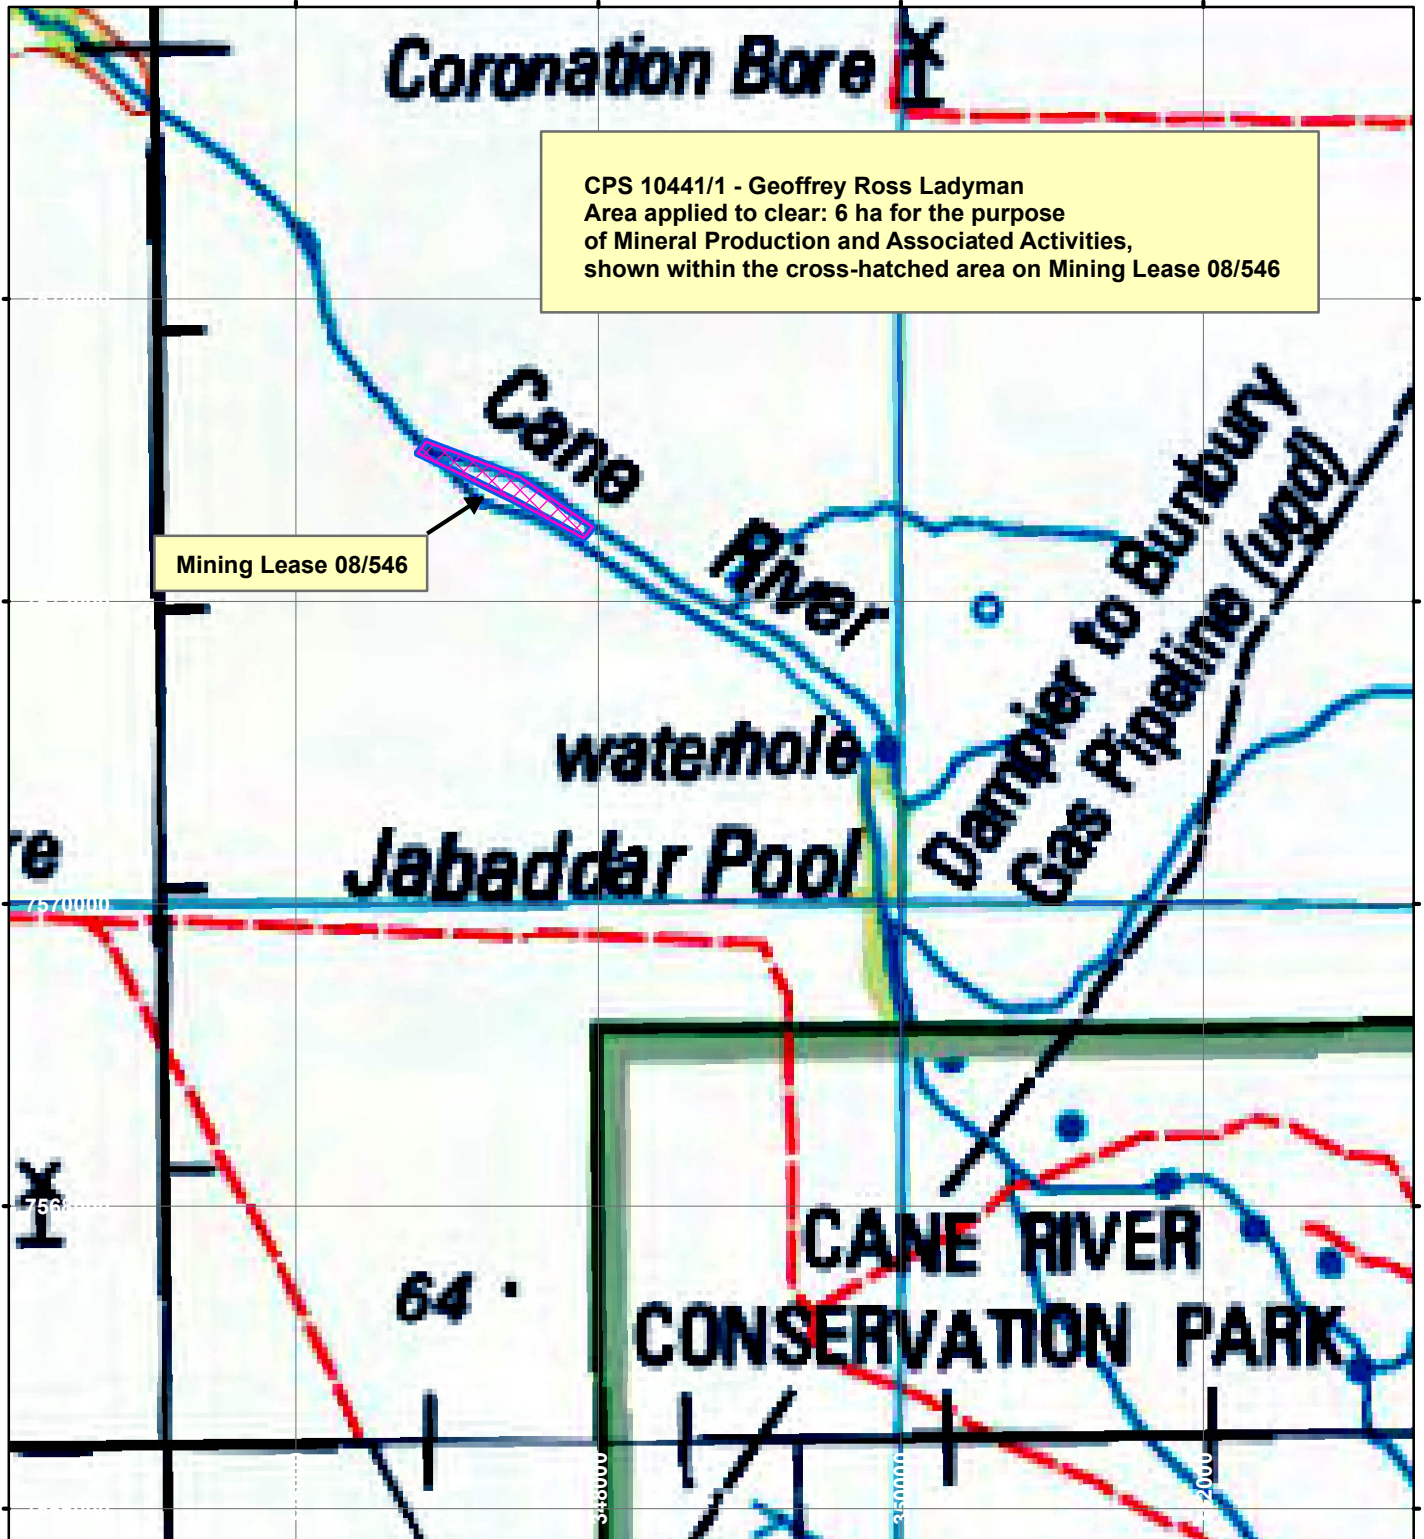 Coronation Bore
CPS 10441/1 - Geoffrey Ross Ladyman
Area applied to clear: 6 ha for the purpose
of Mineral Production and Associated Activities,
shown within the cross-hatched area on Mining Lease 08/546
Cane
River
Mining Lease 08/546
Dampier to Bunbury
Gas Pipeline (ugd)
waterhole
Jabaddar Pool
re
7570000
CANE RIVER
64
CONSERVATION PARK
350000